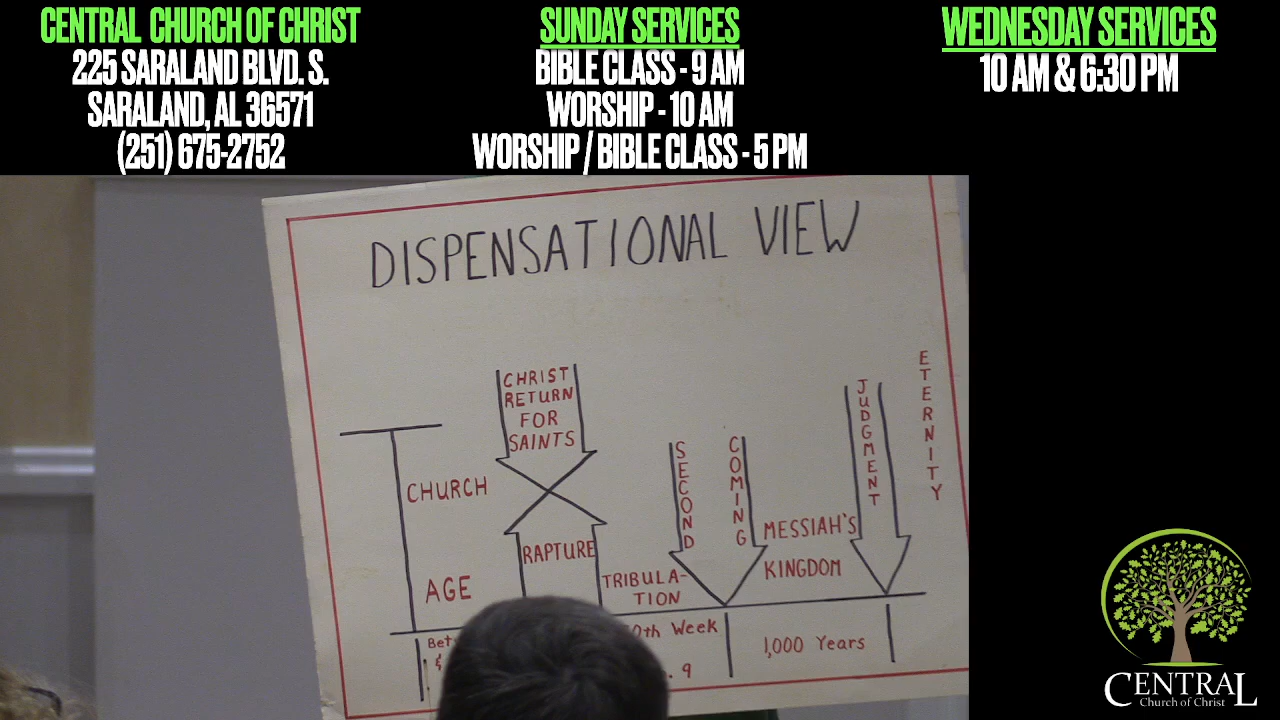 CENTRAL CHURCH OF CHRIST
225 SARALAND BLVD. S.
SARALAND, AL 36571
(251) 675-2752
SUNDAY SERVICES
BIBLE CLASS - 9 AM
WORSHIP - 10 AM
WORSHIP / BIBLE CLASS - 5 PM
WEDNESDAY SERVICES
10 AM & 6:30 PM
DISPENSATIONAL VIEW
CHRIST
RETURN
FOR
SAINTS
CHURCH
AGE
RAPTURE
TRIBULA-
TION
SECOND
COMING
MESSIAH'S
KINGDOM
JUDGMENT
ETERNITY
Week
9
1,000 Years
CENTRAL
Church of Christ